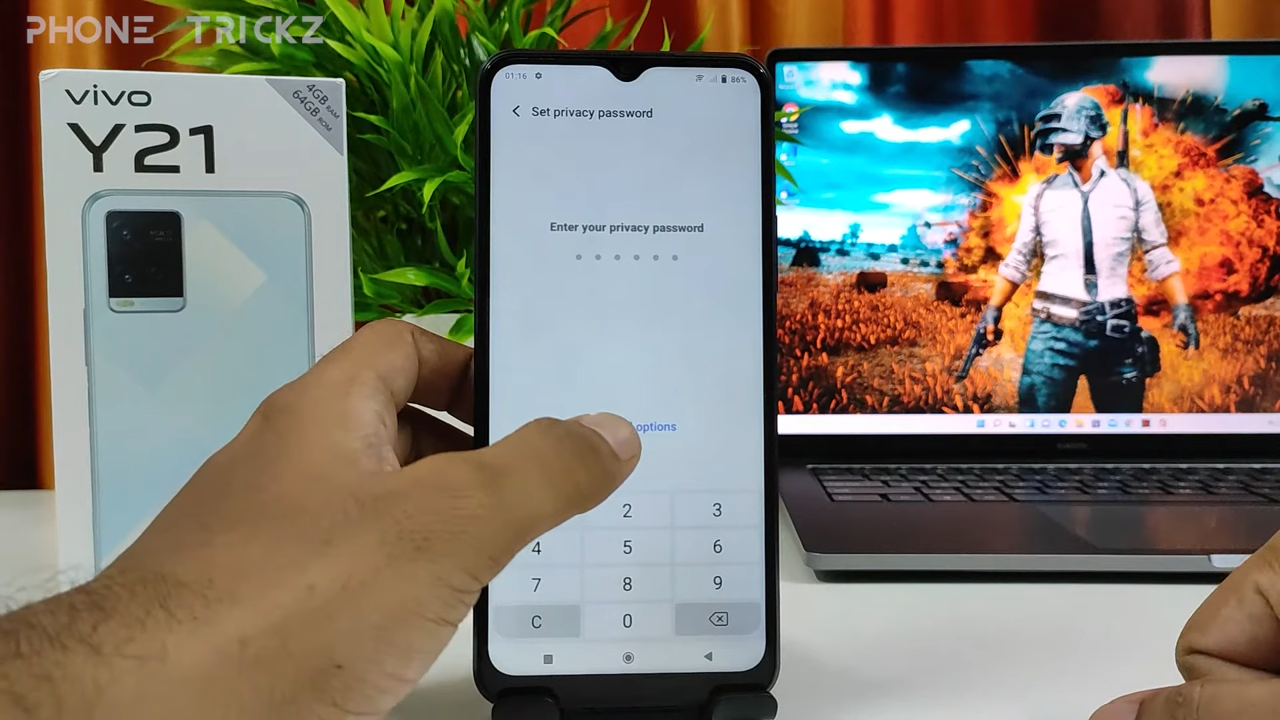 PHONE TRICKZ
vivo
Y21
4GB RAM
64GB ROM
01:16
86%
Set privacy password
Enter your privacy password
options
2 3
4 5 6
7 8 9
C 0